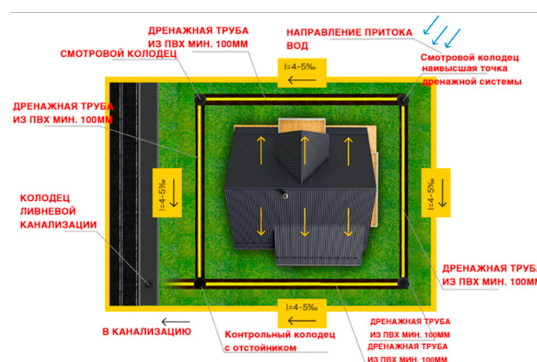 ДРЕНАЖНАЯ ТРУБА
ИЗ ПВХ МИН. 100ММ
НАПРАВЛЕНИЕ ПРИТОКА
ВОД
СМОТРОВОЙ КОЛОДЕЦ
Смотровой колодец
наивысшая точка
дренажной системы
I=4-5‰
ДРЕНАЖНАЯ ТРУБА
ИЗ ПВХ МИН. 100ММ
I=4-5‰
I=4-5‰
КОЛОДЕЦ
ЛИВНЕВОЙ
КАНАЛИЗАЦИИ
ДРЕНАЖНАЯ ТРУБА
ИЗ ПВХ МИН. 100ММ
I=4-5‰
В КАНАЛИЗАЦИЮ
Контрольный колодец
с отстойником
ДРЕНАЖНАЯ ТРУБА
ИЗ ПВХ МИН. 100ММ
ДРЕНАЖНАЯ ТРУБА
ИЗ ПВХ МИН. 100ММ